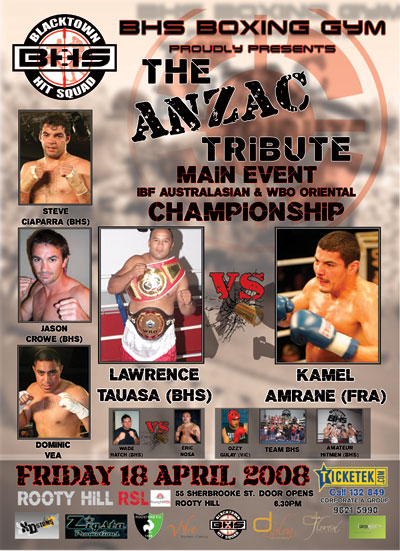 BHS BOXING GYM
PROUDLY PRESENTS
BLACKTOWN
BHS
HIT SQUAD
THE
ANZAC
TRIBUTE
MAIN EVENT
IBF AUSTRALASIAN & WBO ORIENTAL
CHAMPIONSHIP
STEVE
CIAPARRA (BHS)
JASON
CROWE (BHS)
DOMINIC
VEA
VS
LAWRENCE
TAUASA (BHS)
KAMEL
AMRANE (FRA)
VS
WADE
HATCH (BHS)
ERIC
NOSA
OZZY
GULAY (VIC)
TEAM BHS
AMATEUR
HITMEN (BHS)
FRIDAY 18 APRIL 2008
TICKETEK.COM
Call 132 849
CORPORATE & GROUP
9621 5990
ROOTY HILL RSL
55 SHERBROOKE ST.
ROOTY HILL
DOOR OPENS
6.30PM
BHS